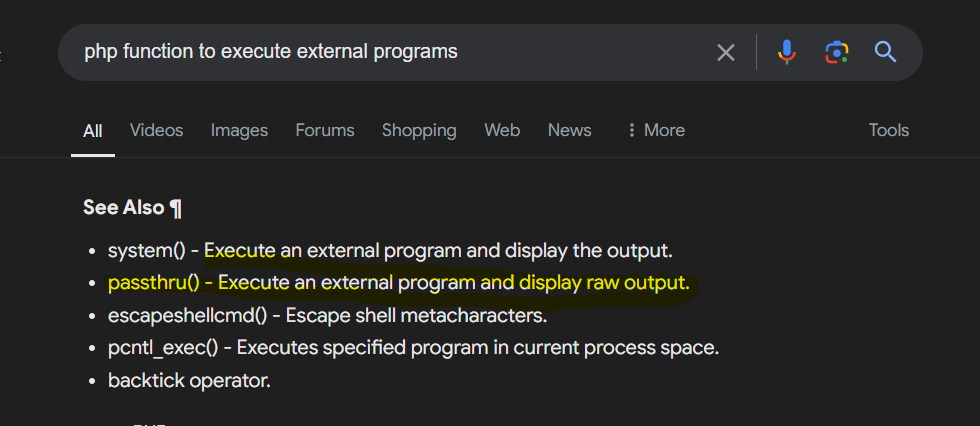 php function to execute external programs
All Videos Images Forums Shopping Web News More Tools
See Also ¶
• system() - Execute an external program and display the output.
• passthru() - Execute an external program and display raw output.
• escapeshellcmd() - Escape shell metacharacters.
• pcntl_exec() - Executes specified program in current process space.
• backtick operator.